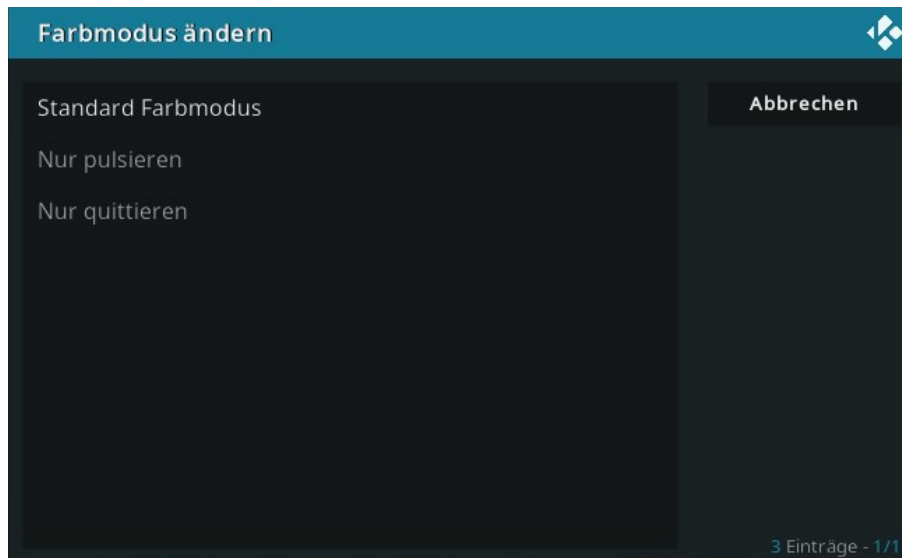 Farbmodus ändern
Standard Farbmodus
Abbrechen
Nur pulsieren
Nur quittieren
3 Einträge - 1/1